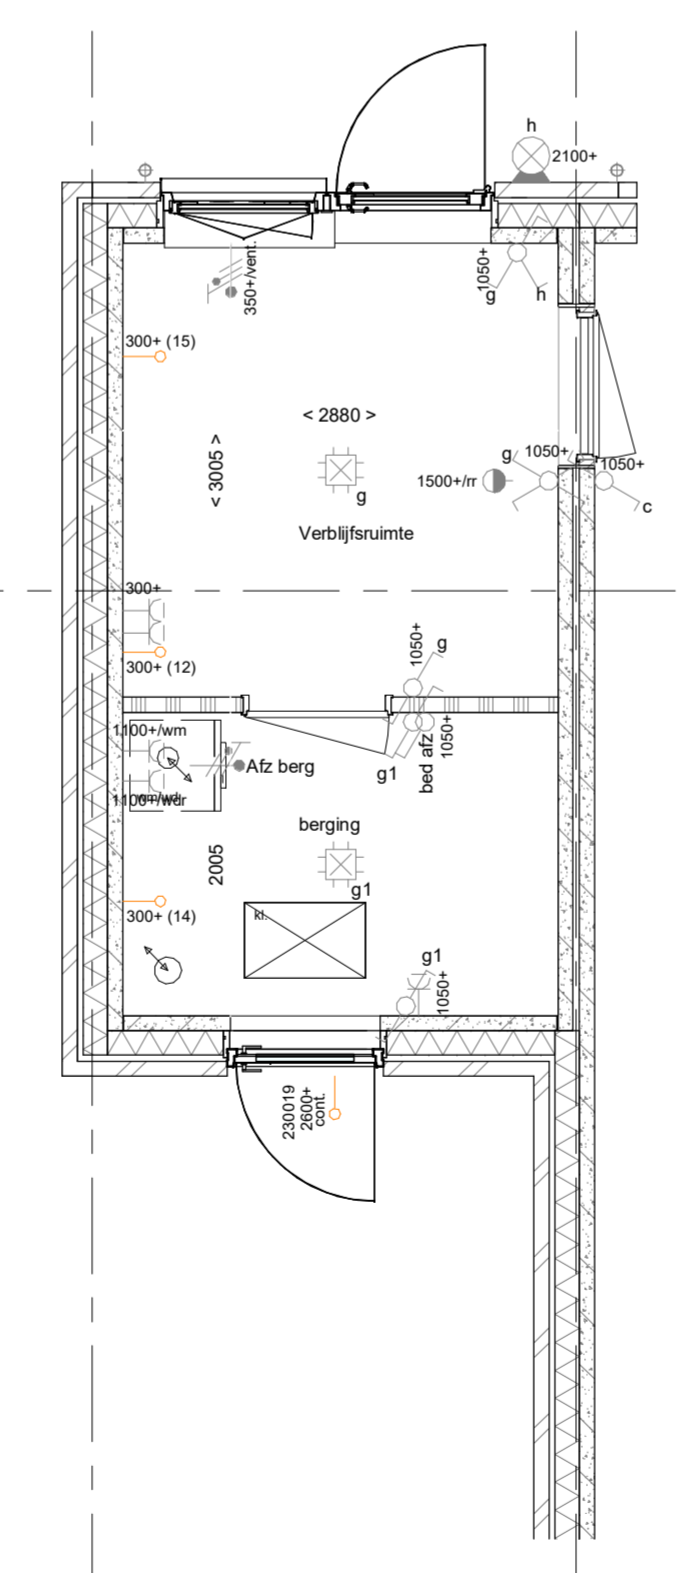 h
2100+
1050+
g
h
350+/vent.
300+ (15)
< 2880 >
< 3005 >
g
g
1050+
1050+
1500+/rr
c
Verblijfsruimte
300+
300+ (12)
1050+
g
1100+/wm
Afz berg
g1
bed afz
1050+
1100+/wdr
berging
2005
g1
300+ (14)
kl.
g1
1050+
230019
2600+
cont.